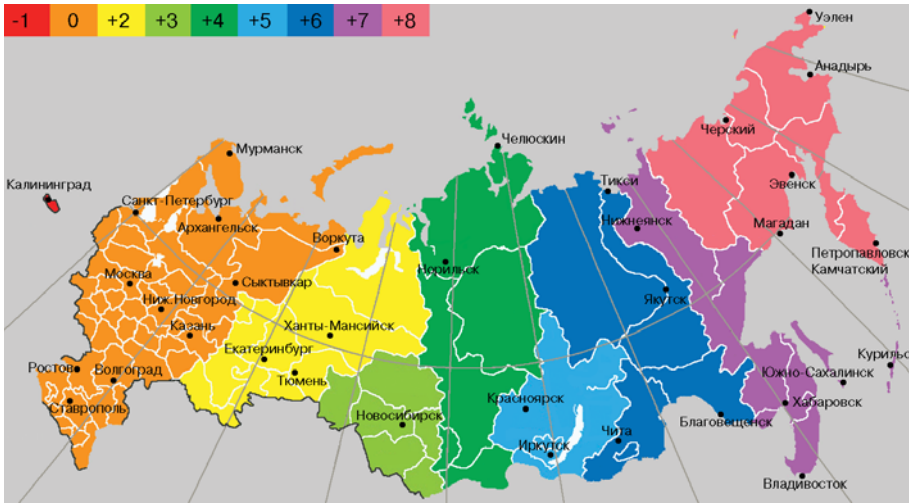 -1 0 +2 +3 +4 +5 +6 +7 +8
Уэлен
Анадырь
Черский
Челюскин
Мурманск
Калининград
Эвенск
Тикси
Санкт-Петербург
Нижнеянск
Магадан
Архангельск
Воркута
Петропавловск
Камчатский
Норильск
Москва
Сыктывкар
Якутск
Ниж.Новгород
Казань
Ханты-Мансийск
Екатеринбург
Курильск
Ростов
Волгоград
Тюмень
Южно-Сахалинск
Ставрополь
Новосибирск
Красноярск
Хабаровск
Благовещенск
Чита
Иркутск
Владивосток